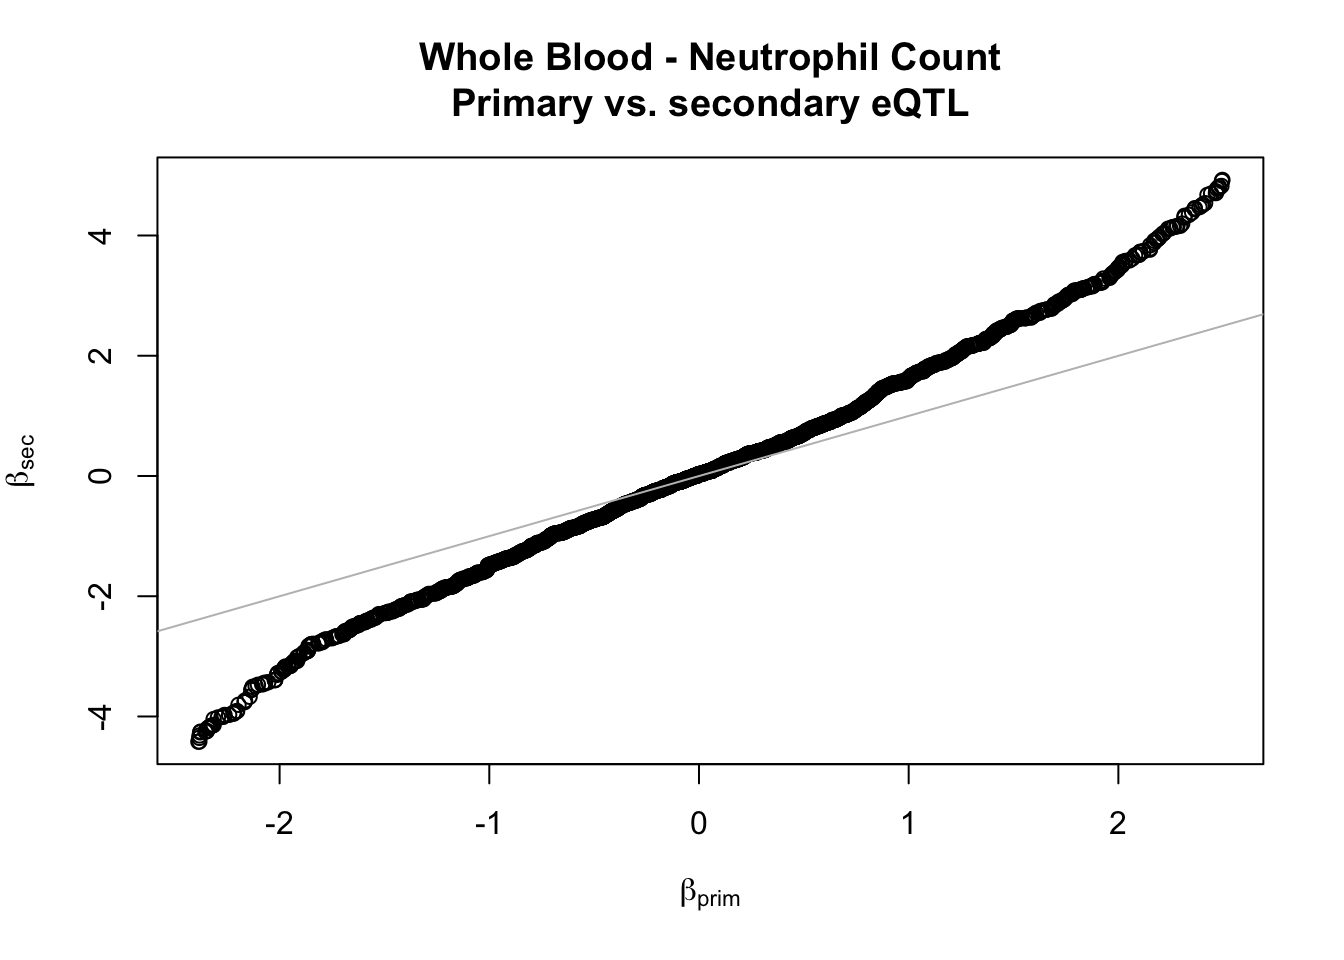 Whole Blood - Neutrophil Count
Primary vs. secondary eQTL
4
2
0
-2
-4
βsec
-2 -1 0 1 2
βprim